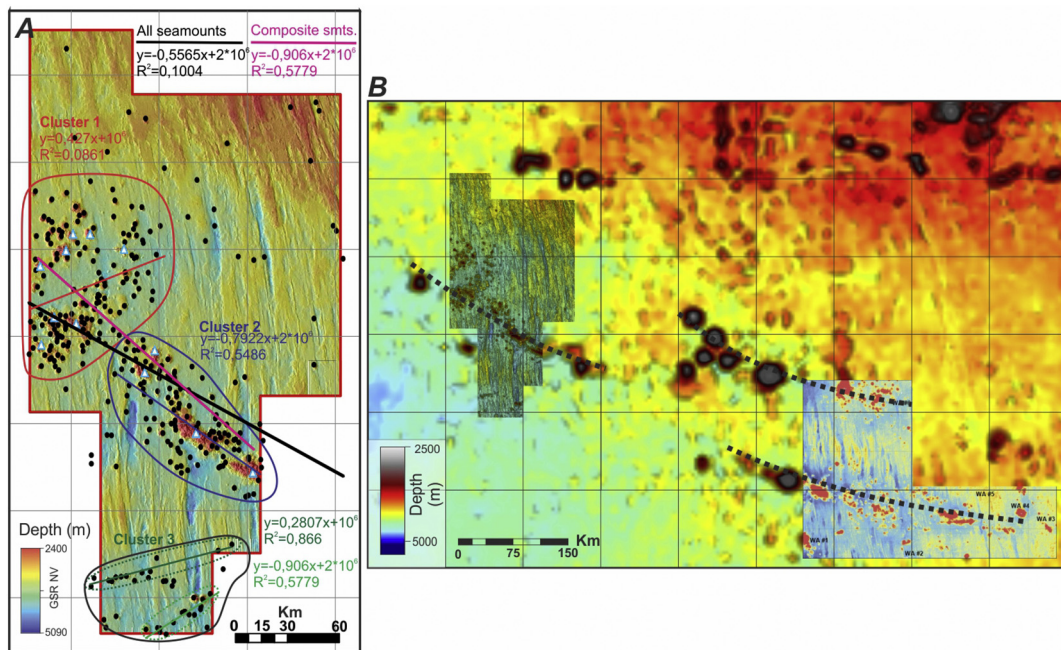 A
All seamounts
y=-0,5565x+2*10⁶
R²=0,1004
Composite smts.
y=-0,906x+2*10⁶
R²=0,5779
Cluster 1
y=0,427x+10⁶
R²=0,0861
Cluster 2
y=-0,7922x+2*10⁶
R²=0,5486
Cluster 3
y=0,2807x+10⁶
R²=0,866
y=-0,906x+2*10⁶
R²=0,5779
Depth (m)
2400
GSR NV
5090
Km
0 15 30 60
B
2500
Depth
(m)
5000
Km
0 75 150
WA #5
WA #4
WA #3
WA #1
WA #2